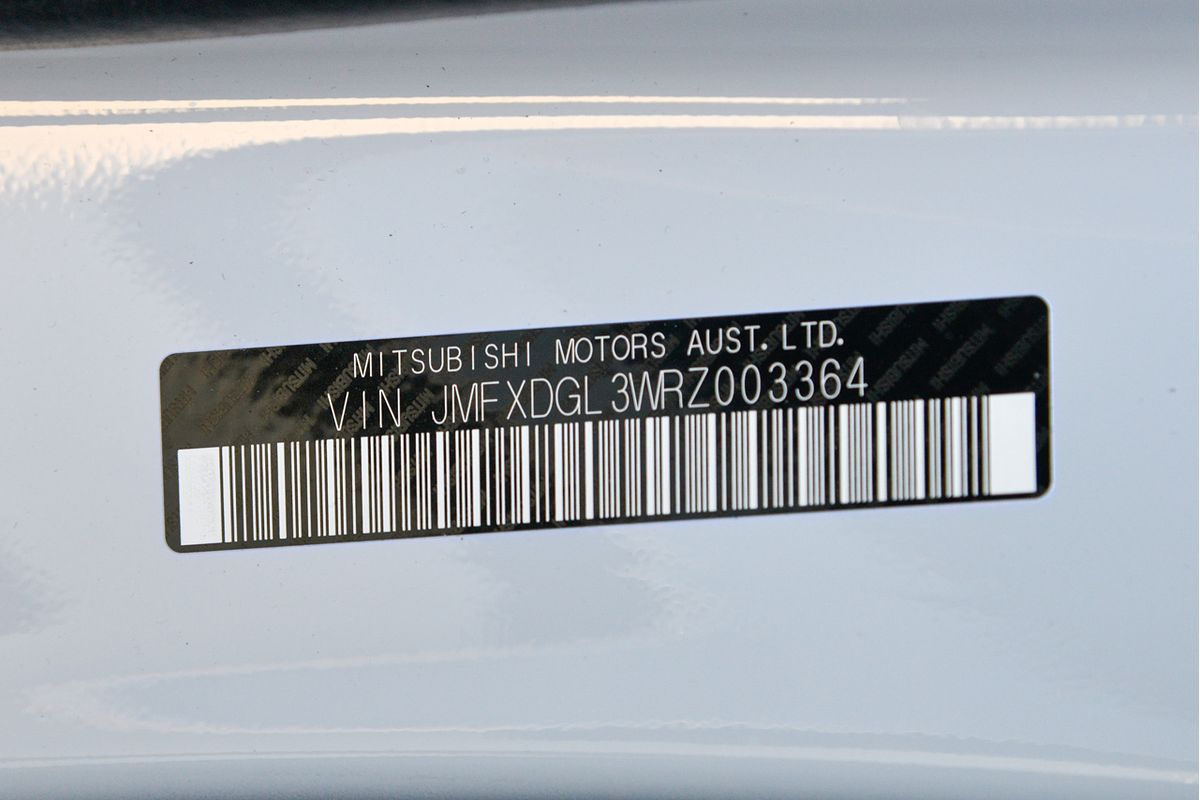 MITSUBISHI MOTORS AUST. LTD.
VIN JMFXDGL3WRZ003364